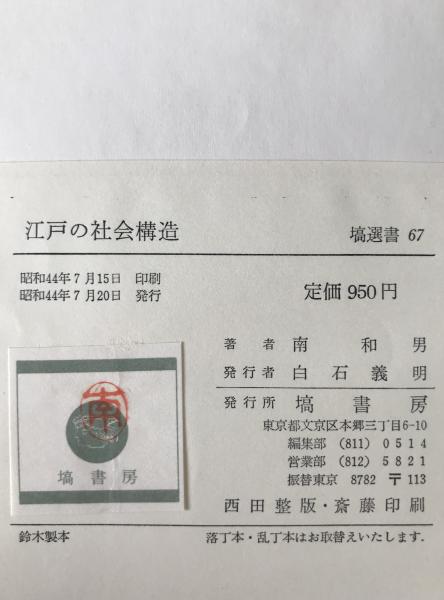 江戸の社会構造 塙選書 67
昭和44年7月15日 印刷
昭和44年7月20日 発行
定価 950円
著者 南和男
発行者 白石義明
発行所 塙書房
東京都文京区本郷三丁目6-10
編集部 (811) 0514
営業部 (812) 5821
振替東京 8782 〒113
西田整版・斎藤印刷
南
塙書房
鈴木製本 落丁本・乱丁本はお取替えいたします.